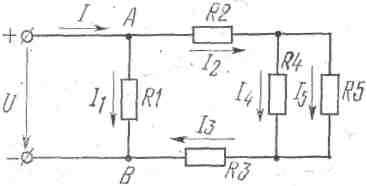 I A R2
+
I2 R4
U I1 R1 I4 I5 R5
I3
-
B R3